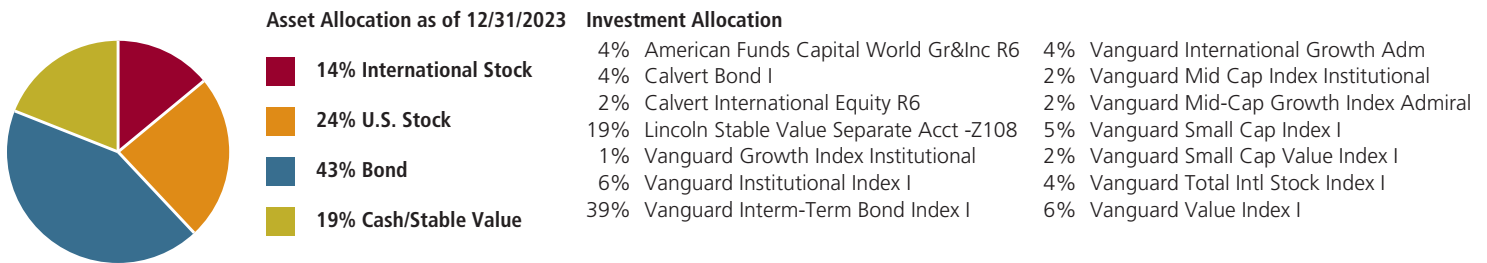 Asset Allocation as of 12/31/2023
14% International Stock
24% U.S. Stock
43% Bond
19% Cash/Stable Value
Investment Allocation
4% American Funds Capital World Gr&Inc R6
4% Calvert Bond I
2% Calvert International Equity R6
19% Lincoln Stable Value Separate Acct -Z108
1% Vanguard Growth Index Institutional
6% Vanguard Institutional Index I
39% Vanguard Interm-Term Bond Index I
4% Vanguard International Growth Adm
2% Vanguard Mid Cap Index Institutional
2% Vanguard Mid-Cap Growth Index Admiral
5% Vanguard Small Cap Index I
2% Vanguard Small Cap Value Index I
4% Vanguard Total Intl Stock Index I
6% Vanguard Value Index I